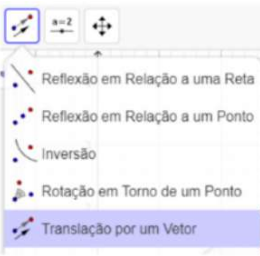 a=2
Reflexão em Relação a uma Reta
Reflexão em Relação a um Ponto
Inversão
Rotação em Torno de um Ponto
Translação por um Vetor